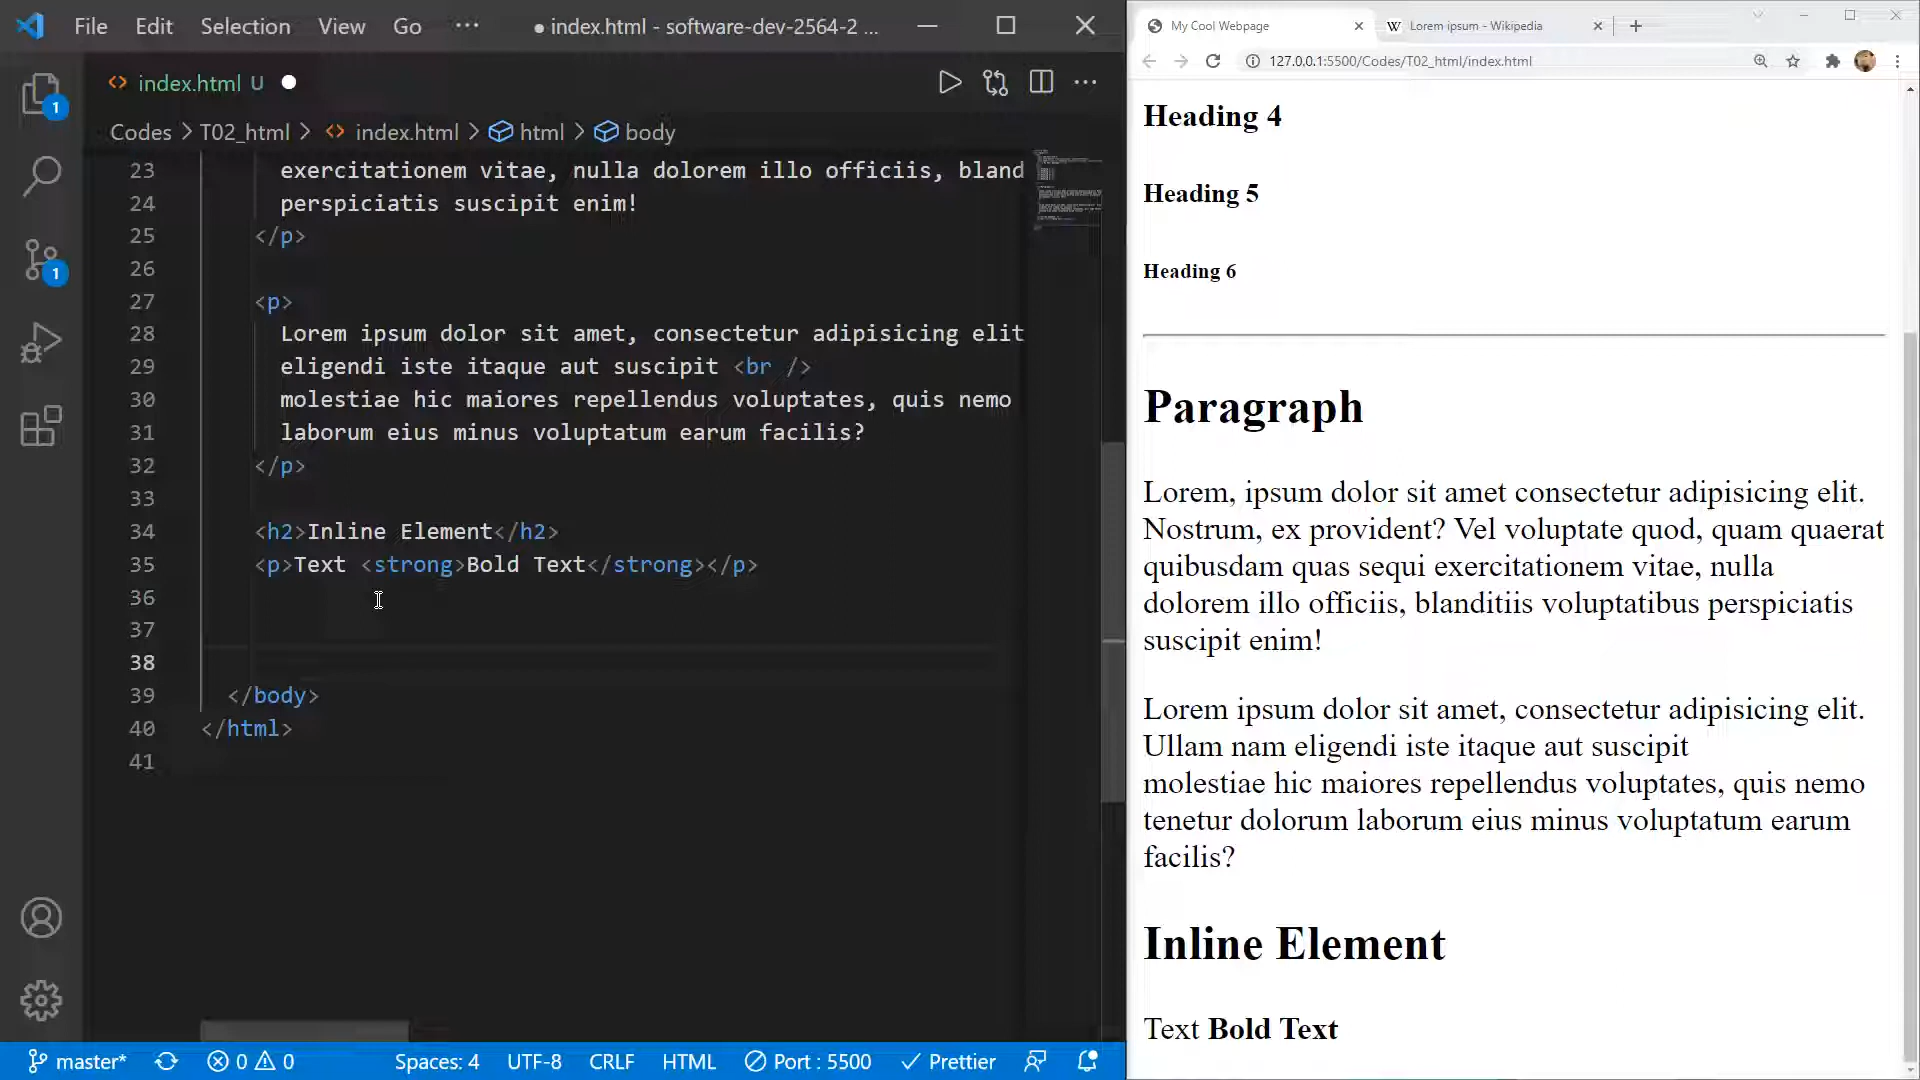 File Edit Selection View Go ··· ● index.html - software-dev-2564-2 ...
index.html U
Codes > T02_html > index.html > html > body
23 exercitationem vitae, nulla dolorem illo officiis, bland
24 perspiciatis suscipit enim!
25 </p>
26
27 <p>
28 Lorem ipsum dolor sit amet, consectetur adipisicing elit
29 eligendi iste itaque aut suscipit <br />
30 molestiae hic maiores repellendus voluptates, quis nemo
31 laborum eius minus voluptatum earum facilis?
32 </p>
33
34 <h2>Inline Element</h2>
35 <p>Text <strong>Bold Text</strong></p>
36
37
38
39 </body>
40 </html>
41
1
1
master* 0 0 Spaces: 4 UTF-8 CRLF HTML Port : 5500 Prettier
My Cool Webpage
W Lorem ipsum - Wikipedia
127.0.0.1:5500/Codes/T02_html/index.html
Heading 4
Heading 5
Heading 6
Paragraph
Lorem, ipsum dolor sit amet consectetur adipisicing elit.
Nostrum, ex provident? Vel voluptate quod, quam quaerat
quibusdam quas sequi exercitationem vitae, nulla
dolorem illo officiis, blanditiis voluptatibus perspiciatis
suscipit enim!
Lorem ipsum dolor sit amet, consectetur adipisicing elit.
Ullam nam eligendi iste itaque aut suscipit
molestiae hic maiores repellendus voluptates, quis nemo
tenetur dolorum laborum eius minus voluptatum earum
facilis?
Inline Element
Text Bold Text